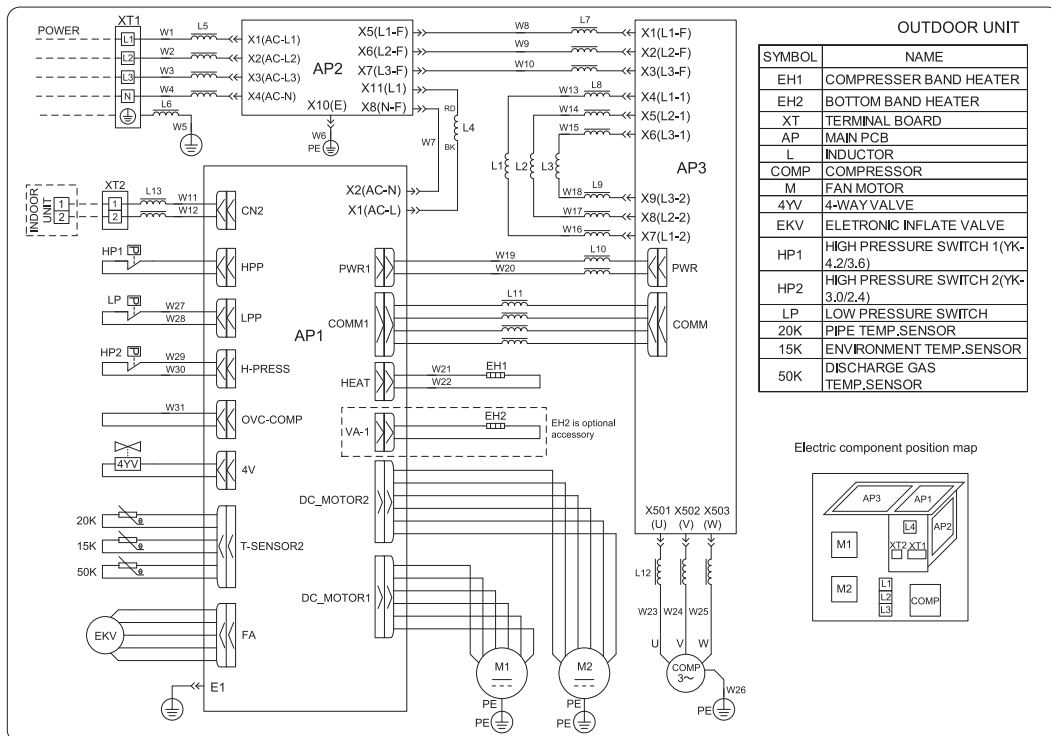 OUTDOOR UNIT
POWER
XT1
L1
L2
L3
N
W1
W2
W3
W4
L5
L6
W5
X1(AC-L1)
X2(AC-L2)
X3(AC-L3)
X4(AC-N)
AP2
X5(L1-F)
X6(L2-F)
X7(L3-F)
X11(L1)
X8(N-F)
X10(E)
W6
PE
RD
L4
BK
W7
W8
W9
W10
L7
X1(L1-F)
X2(L2-F)
X3(L3-F)
X4(L1-1)
X5(L2-1)
X6(L3-1)
AP3
X9(L3-2)
X8(L2-2)
X7(L1-2)
W13
L8
W14
W15
L1
L2
L3
W18
L9
W17
W16
L10
W19
W20
PWR
COMM
L11
INDOOR
UNIT
1
2
XT2
1
2
L13
W11
W12
CN2
HP1
P
HPP
LP
P
W27
W28
LPP
HP2
P
W29
W30
H-PRESS
W31
OVC-COMP
4YV
4V
20K
15K
50K
T-SENSOR2
EKV
FA
E1
AP1
X2(AC-N)
X1(AC-L)
PWR1
COMM1
HEAT
W21
W22
EH1
VA-1
EH2
EH2 is optional
accessory
DC_MOTOR2
DC_MOTOR1
M1
PE
PE
M2
PE
PE
X501 X502 X503
(U) (V) (W)
L12
W23 W24 W25
U V W
COMP
3~
W26
PE
SYMBOL NAME
EH1 COMPRESSER BAND HEATER
EH2 BOTTOM BAND HEATER
XT TERMINAL BOARD
AP MAIN PCB
L INDUCTOR
COMP COMPRESSOR
M FAN MOTOR
4YV 4-WAY VALVE
EKV ELETRONIC INFLATE VALVE
HP1 HIGH PRESSURE SWITCH 1(YK-
4.2/3.6)
HP2 HIGH PRESSURE SWITCH 2(YK-
3.0/2.4)
LP LOW PRESSURE SWITCH
20K PIPE TEMP.SENSOR
15K ENVIRONMENT TEMP.SENSOR
50K DISCHARGE GAS
TEMP.SENSOR
Electric component position map
AP3
AP1
AP2
L4
XT2 XT1
M1
M2
L1
L2
L3
COMP